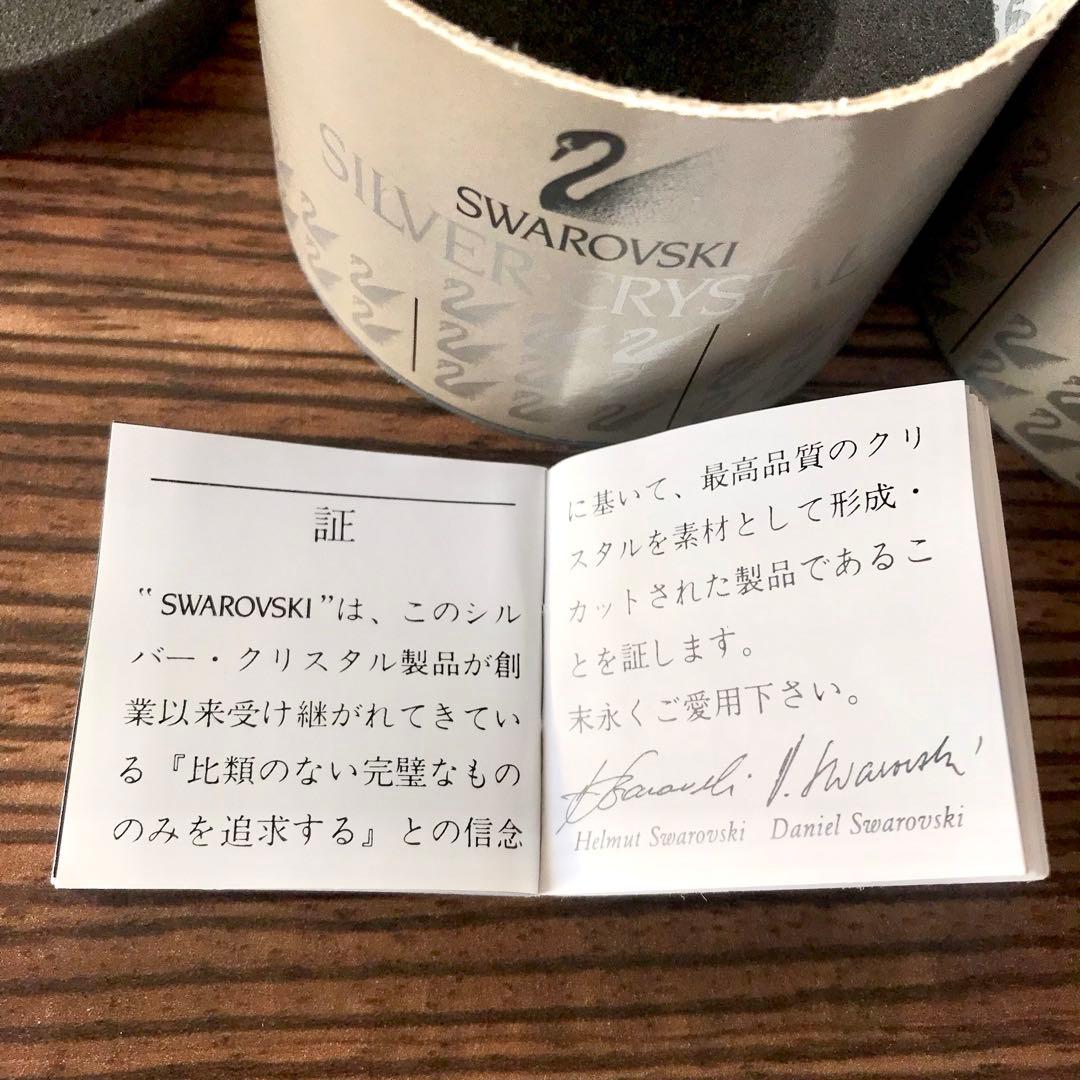 SWAROVSKI
SILVER CRYSTAL
証
“SWAROVSKI”は、このシル
バー・クリスタル製品が創
業以来受け継がれてきてい
る『比類のない完璧なもの
のみを追求する』との信念
に基いて、最高品質のクリ
スタルを素材として形成・
カットされた製品であるこ
とを証します。
末永くご愛用下さい。
D. Swarovski
Helmut Swarovski Daniel Swarovski